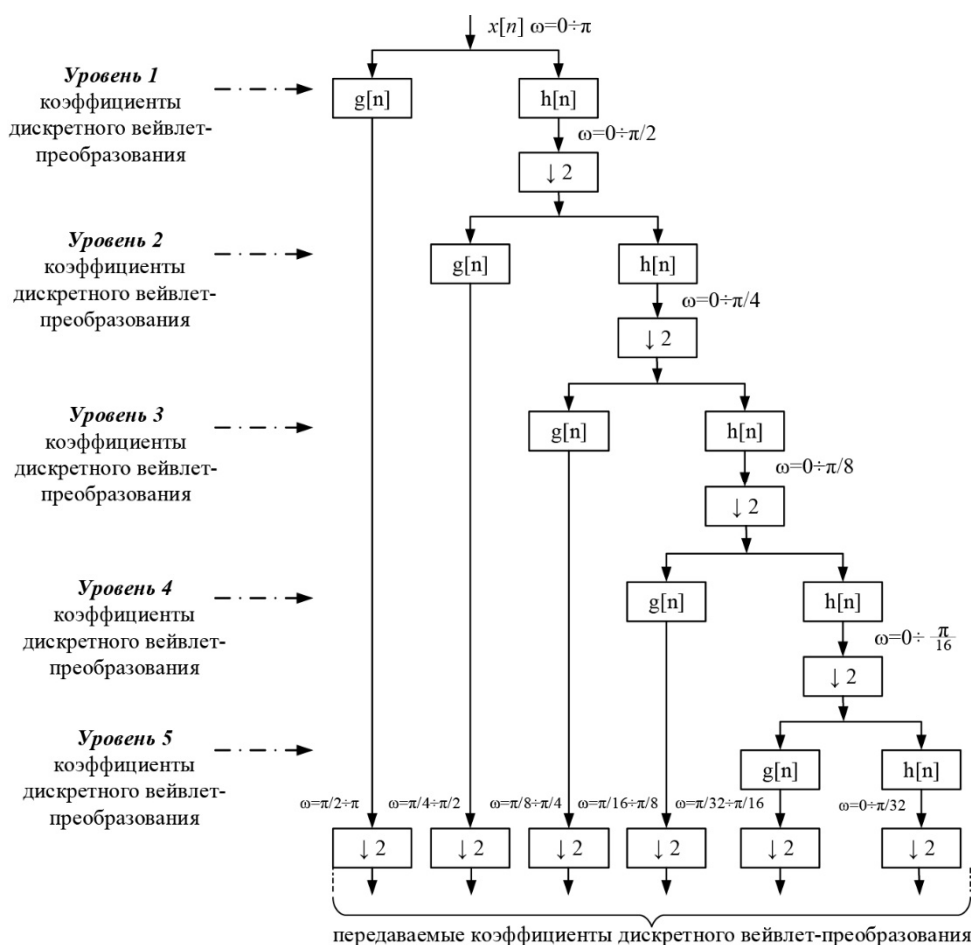 x[n] ω=0÷π
Уровень 1
коэффициенты
дискретного вейвлет-
преобразования
g[n]
h[n]
ω=0÷π/2
↓ 2
Уровень 2
коэффициенты
дискретного вейвлет-
преобразования
g[n]
h[n]
ω=0÷π/4
↓ 2
Уровень 3
коэффициенты
дискретного вейвлет-
преобразования
g[n]
h[n]
ω=0÷π/8
↓ 2
Уровень 4
коэффициенты
дискретного вейвлет-
преобразования
g[n]
h[n]
ω=0÷ π/16
↓ 2
Уровень 5
коэффициенты
дискретного вейвлет-
преобразования
g[n]
h[n]
ω=π/2÷π
ω=π/4÷π/2
ω=π/8÷π/4
ω=π/16÷π/8
ω=π/32÷π/16
ω=0÷π/32
↓ 2
↓ 2
↓ 2
↓ 2
↓ 2
↓ 2
передаваемые коэффициенты дискретного вейвлет-преобразования